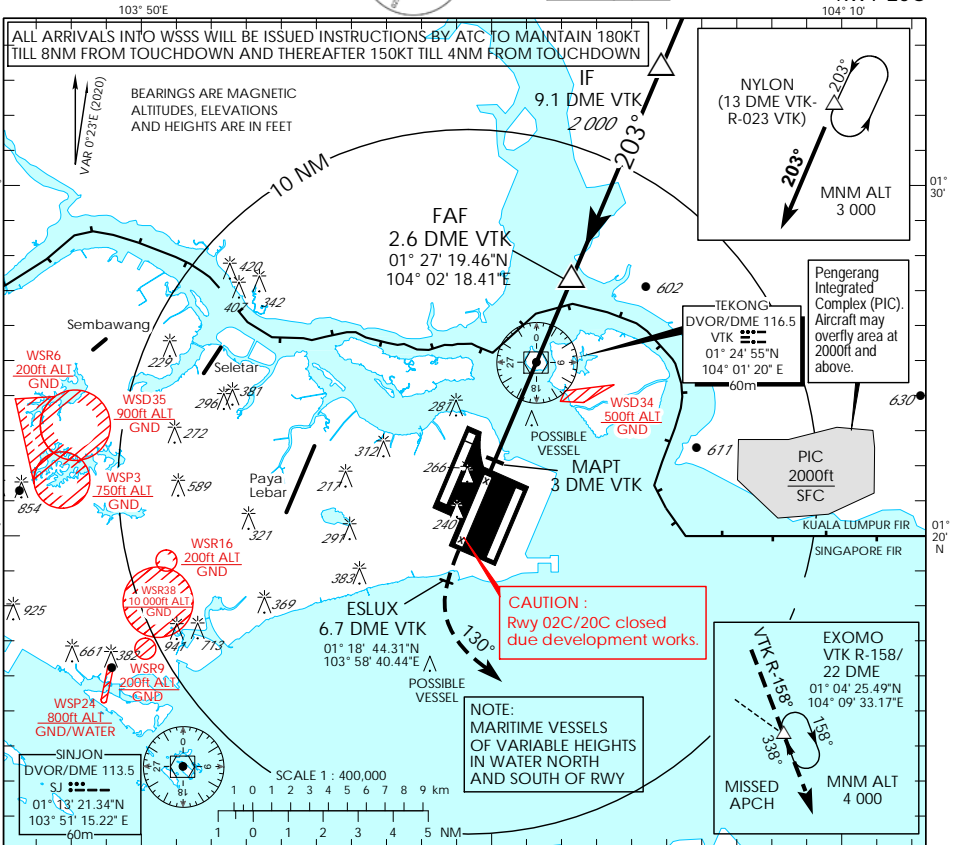 103° 50'E
104° 10'
ALL ARRIVALS INTO WSSS WILL BE ISSUED INSTRUCTIONS BY ATC TO MAINTAIN 180KT
TILL 8NM FROM TOUCHDOWN AND THEREAFTER 150KT TILL 4NM FROM TOUCHDOWN
VAR 0°23'E (2020)
BEARINGS ARE MAGNETIC
ALTITUDES, ELEVATIONS
AND HEIGHTS ARE IN FEET
IF
9.1 DME VTK
2 000
203°
10 NM
NYLON
(13 DME VTK-
R-023 VTK)
203°
203°
MNM ALT
3 000
01°
30'
FAF
2.6 DME VTK
01° 27' 19.46"N
104° 02' 18.41"E
420
407
342
602
Pengerang
Integrated
Complex (PIC).
Aircraft may
overfly area at
2000ft and
above.
TEKONG
DVOR/DME 116.5
VTK
01° 24' 55"N
104° 01' 20" E
60m
Sembawang
229
Seletar
0
9
18
27
WSR6
200ft ALT
GND
WSD35
900ft ALT
GND
WSP3
750ft ALT
GND
296
381
287
WSD34
500ft ALT
GND
630
272
312
POSSIBLE
VESSEL
611
PIC
2000ft
SFC
589
Paya
Lebar
217
266
x
MAPT
3 DME VTK
854
321
291
240
x
KUALA LUMPUR FIR
SINGAPORE FIR
01°
20'
N
WSR16
200ft ALT
GND
WSR38
10 000ft ALT
GND
383
369
925
ESLUX
6.7 DME VTK
01° 18' 44.31"N
103° 58' 40.44"E
130°
CAUTION :
Rwy 02C/20C closed
due development works.
941
713
661
382
WSR9
200ft ALT
GND
WSP24
800ft ALT
GND/WATER
POSSIBLE
VESSEL
NOTE:
MARITIME VESSELS
OF VARIABLE HEIGHTS
IN WATER NORTH
AND SOUTH OF RWY
VTK R-158°
EXOMO
VTK R-158/
22 DME
01° 04' 25.49"N
104° 09' 33.17"E
158°
338°
MISSED
APCH
MNM ALT
4 000
SINJON
DVOR/DME 113.5
SJ
01° 13' 21.34"N
103° 51' 15.22" E
60m
0
9
18
27
SCALE 1 : 400,000
1 0 1 2 3 4 5 6 7 8 9 km
1 0 1 2 3 4 5 NM